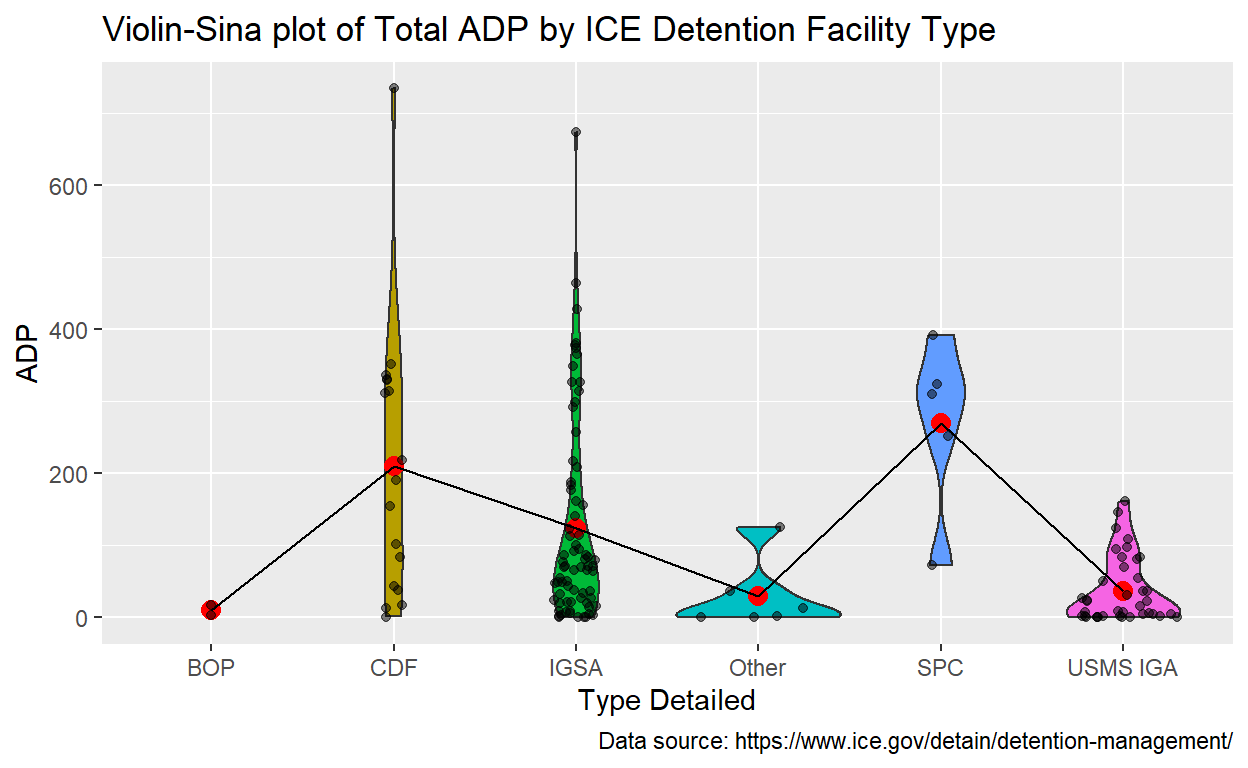 Violin-Sina plot of Total ADP by ICE Detention Facility Type
ADP
600
400
200
0
BOP CDF IGSA Other SPC USMS IGA
Type Detailed
Data source: https://www.ice.gov/detain/detention-management/